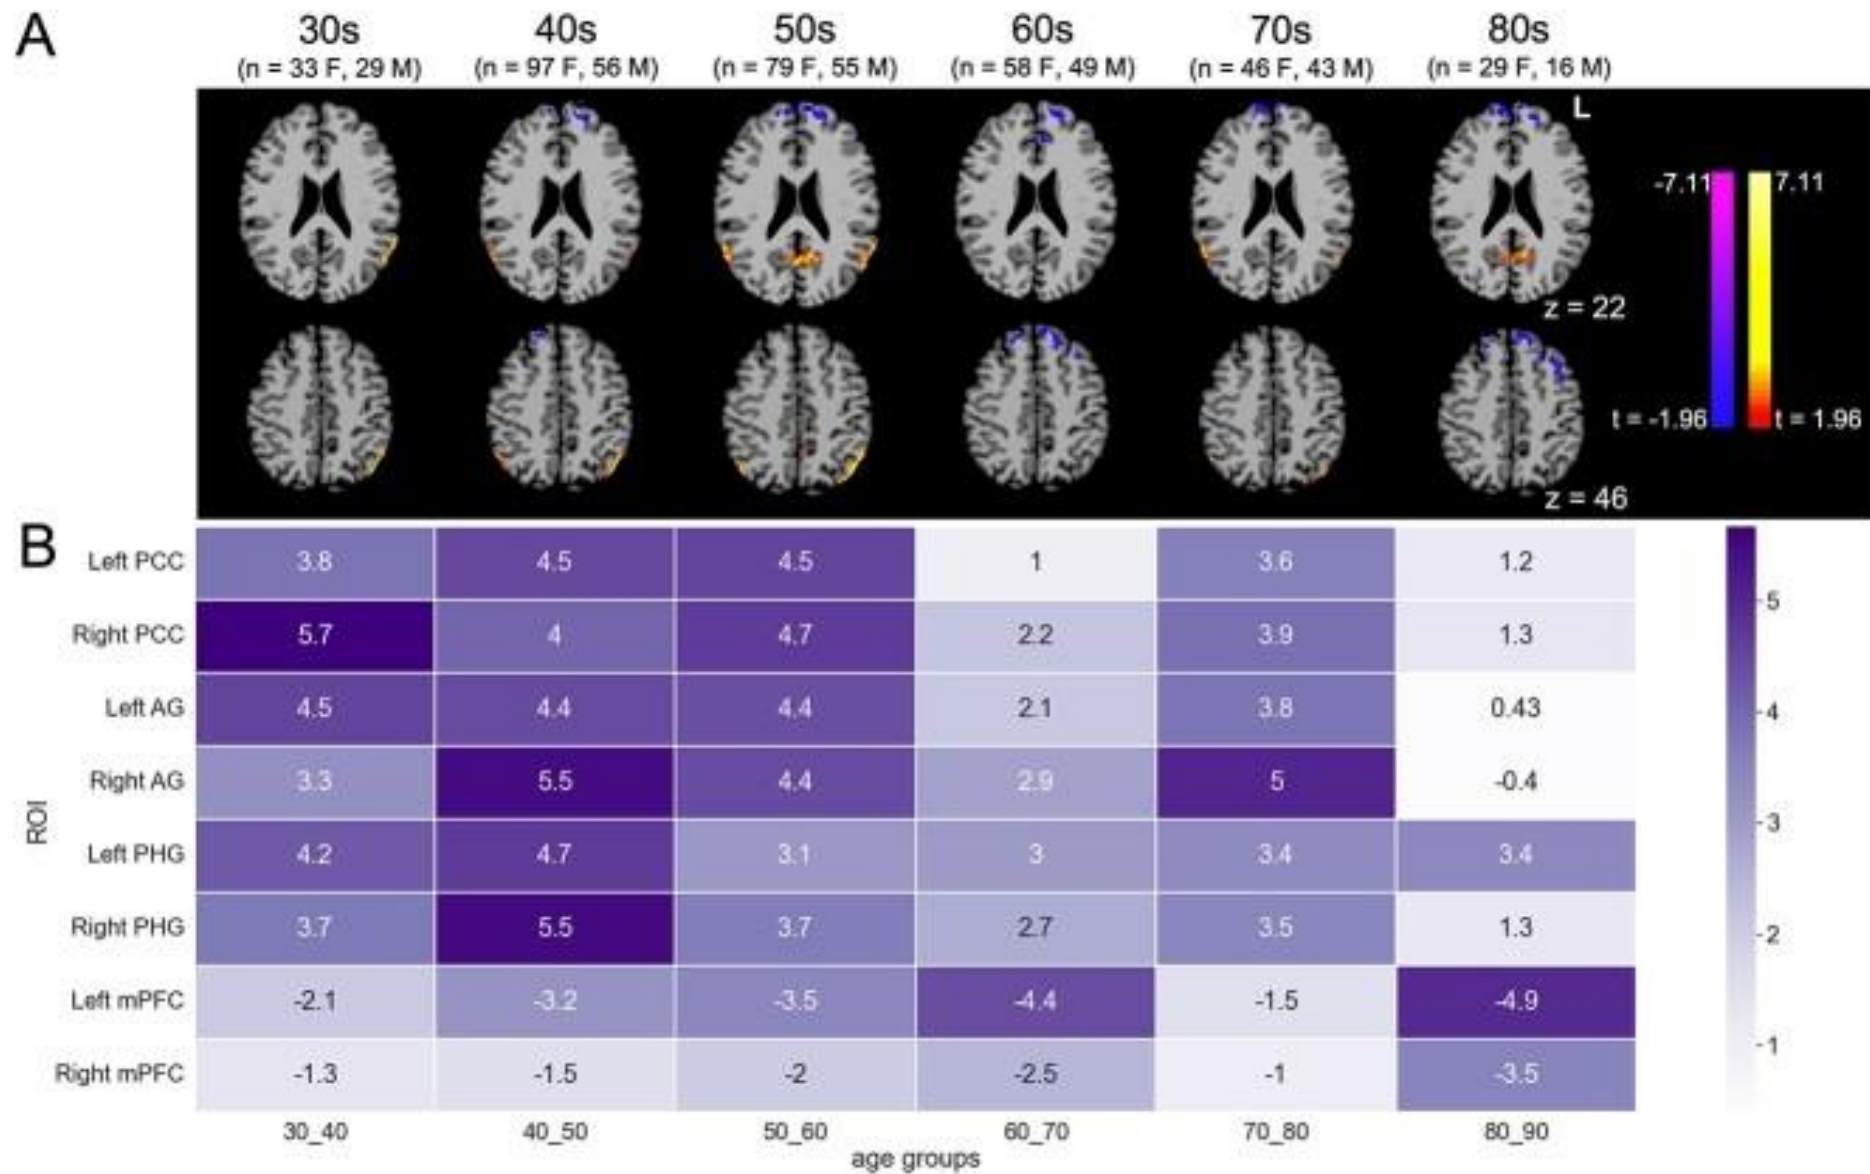 A
30s 40s 50s 60s 70s 80s
(n = 33 F, 29 M) (n = 97 F, 56 M) (n = 79 F, 55 M) (n = 58 F, 49 M) (n = 46 F, 43 M) (n = 29 F, 16 M)
L
-7.11 7.11
z = 22
t = -1.96 t = 1.96
z = 46
B
Left PCC 3.8 4.5 4.5 1 3.6 1.2
Right PCC 5.7 4 4.7 2.2 3.9 1.3
Left AG 4.5 4.4 4.4 2.1 3.8 0.43
Right AG 3.3 5.5 4.4 2.9 5 -0.4
Left PHG 4.2 4.7 3.1 3 3.4 3.4
Right PHG 3.7 5.5 3.7 2.7 3.5 1.3
Left mPFC -2.1 -3.2 -3.5 -4.4 -1.5 -4.9
Right mPFC -1.3 -1.5 -2 -2.5 -1 -3.5
ROI
30_40 40_50 50_60 60_70 70_80 80_90
age groups
5
4
3
2
1